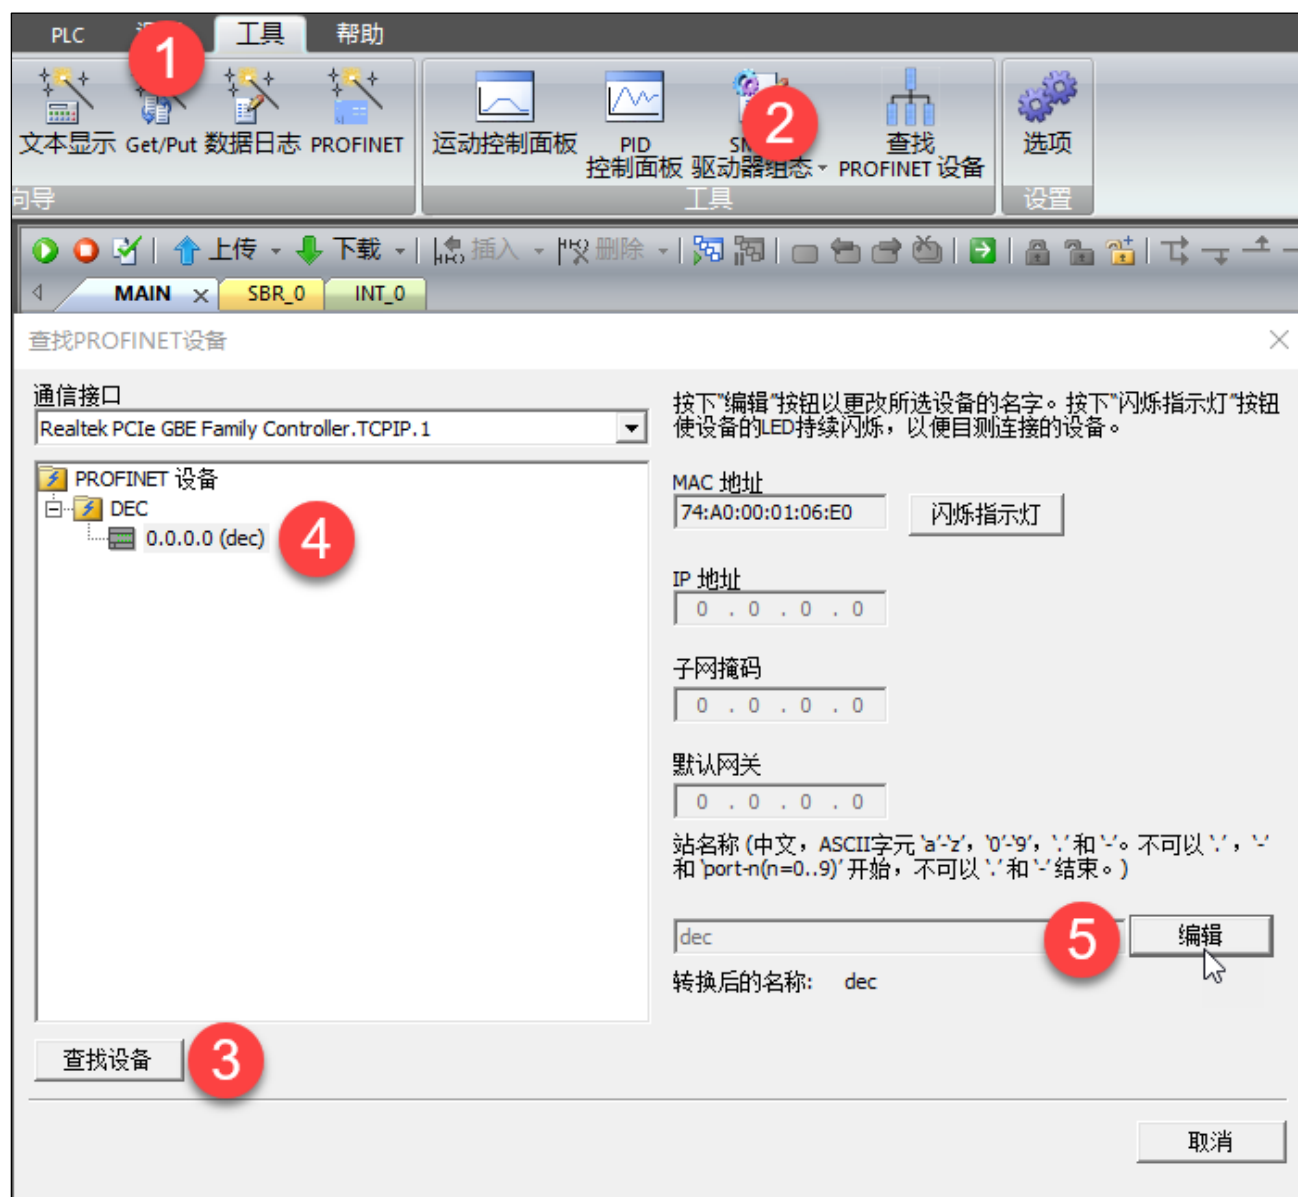 PLC 工具 帮助
1
2
文本显示 Get/Put 数据日志 PROFINET 运动控制面板 PID 控制面板 驱动器组态 查找 PROFINET 设备 选项
向导 工具 设置
上传 下载 插入 删除
MAIN SBR_0 INT_0
查找PROFINET设备
通信接口
Realtek PCIe GBE Family Controller.TCPIP.1
PROFINET 设备
DEC
0.0.0.0 (dec)
4
查找设备
3
按下"编辑"按钮以更改所选设备的名字。按下"闪烁指示灯"按钮
使设备的LED持续闪烁，以便目测连接的设备。
MAC 地址
74:A0:00:01:06:E0 闪烁指示灯
IP 地址
0 . 0 . 0 . 0
子网掩码
0 . 0 . 0 . 0
默认网关
0 . 0 . 0 . 0
站名称 (中文，ASCII字元 'a'-'z'，'0'-'9'，'.' 和 '-'。不可以 '.'，'-'
和 'port-n(n=0..9)' 开始，不可以 '.' 和 '-' 结束。)
dec 5 编辑
转换后的名称: dec
取消